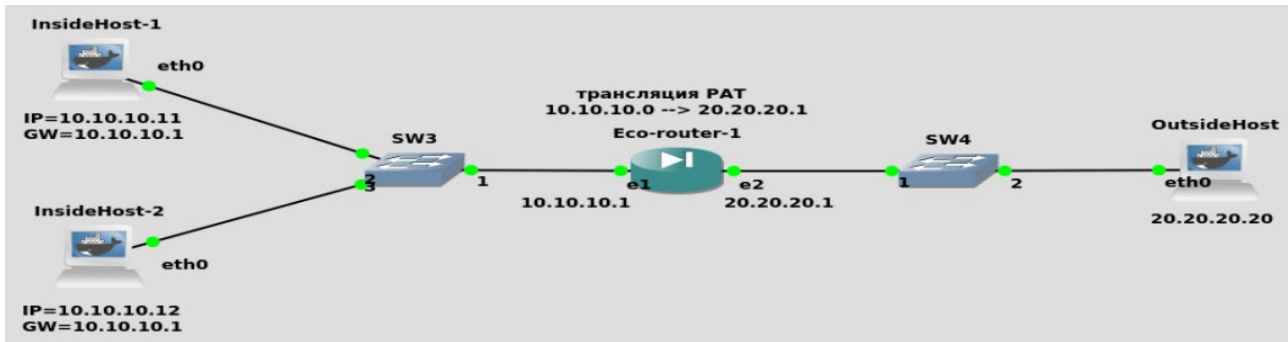 InsideHost-1
eth0
IP=10.10.10.11
GW=10.10.10.1
SW3
2
3
1
InsideHost-2
eth0
IP=10.10.10.12
GW=10.10.10.1
трансляция PAT
10.10.10.0 --> 20.20.20.1
Eco-router-1
e1
e2
10.10.10.1
20.20.20.1
SW4
1
2
OutsideHost
eth0
20.20.20.20